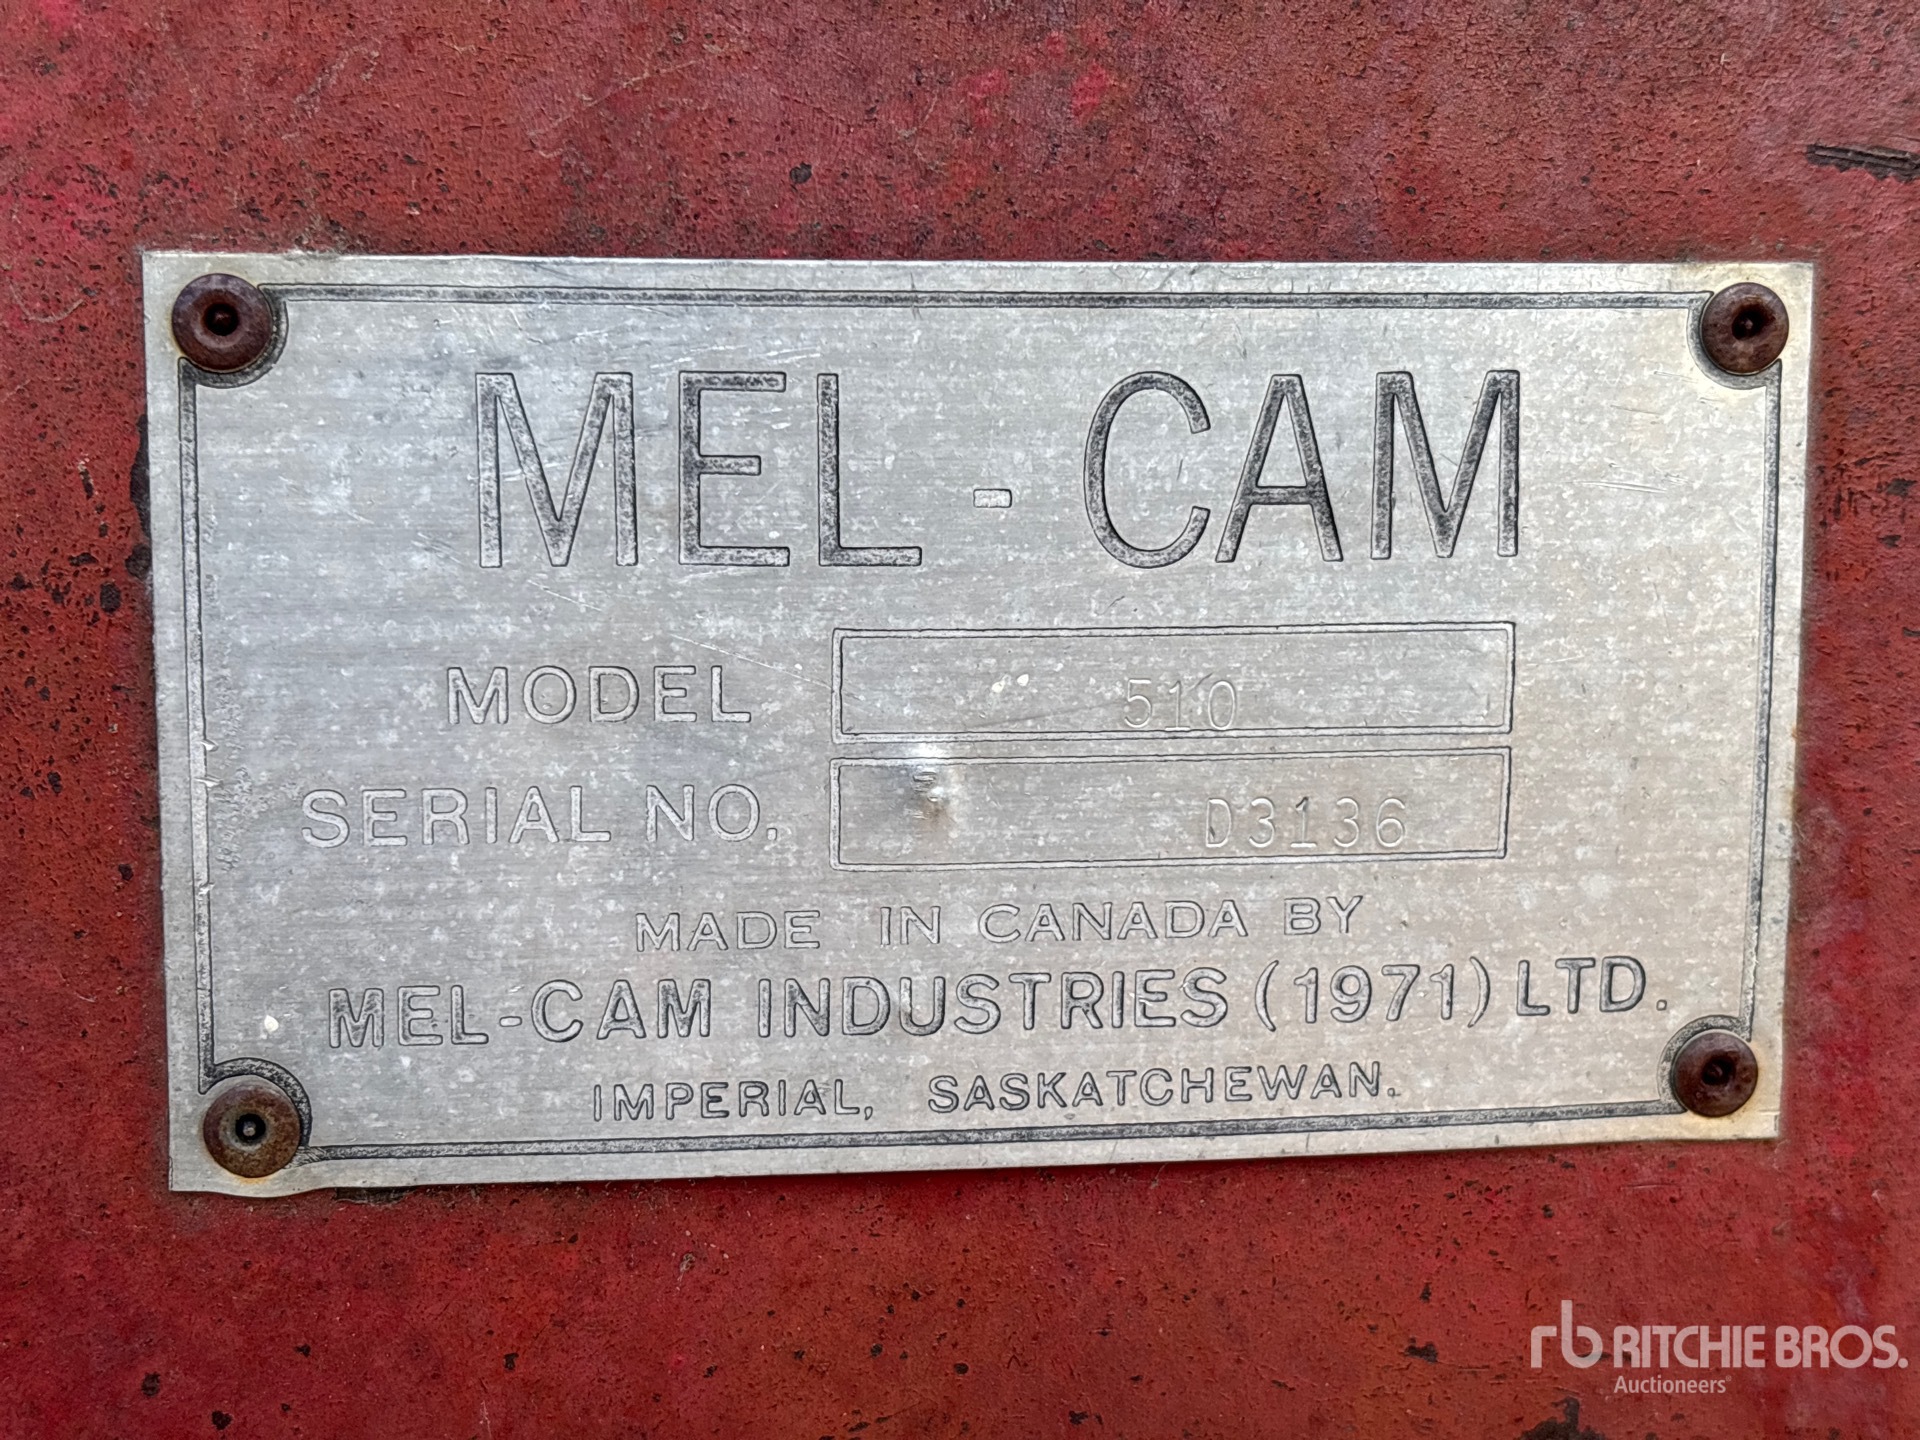 MEL - CAM
MODEL 510
SERIAL NO. D3136
MADE IN CANADA BY
MEL-CAM INDUSTRIES (1971) LTD.
IMPERIAL, SASKATCHEWAN.
rb RITCHIE BROS.
Auctioneers